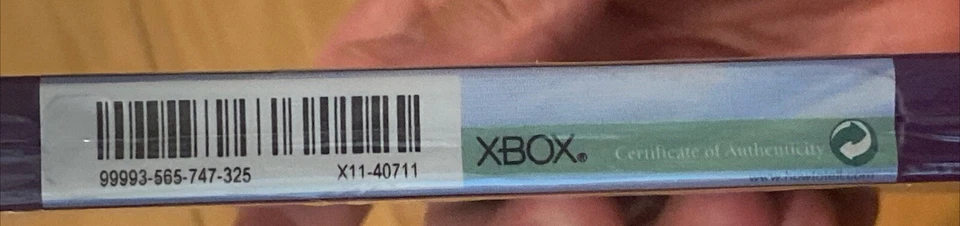 99993-565-747-325
X11-40711
XBOX®
Certificate of Authenticity